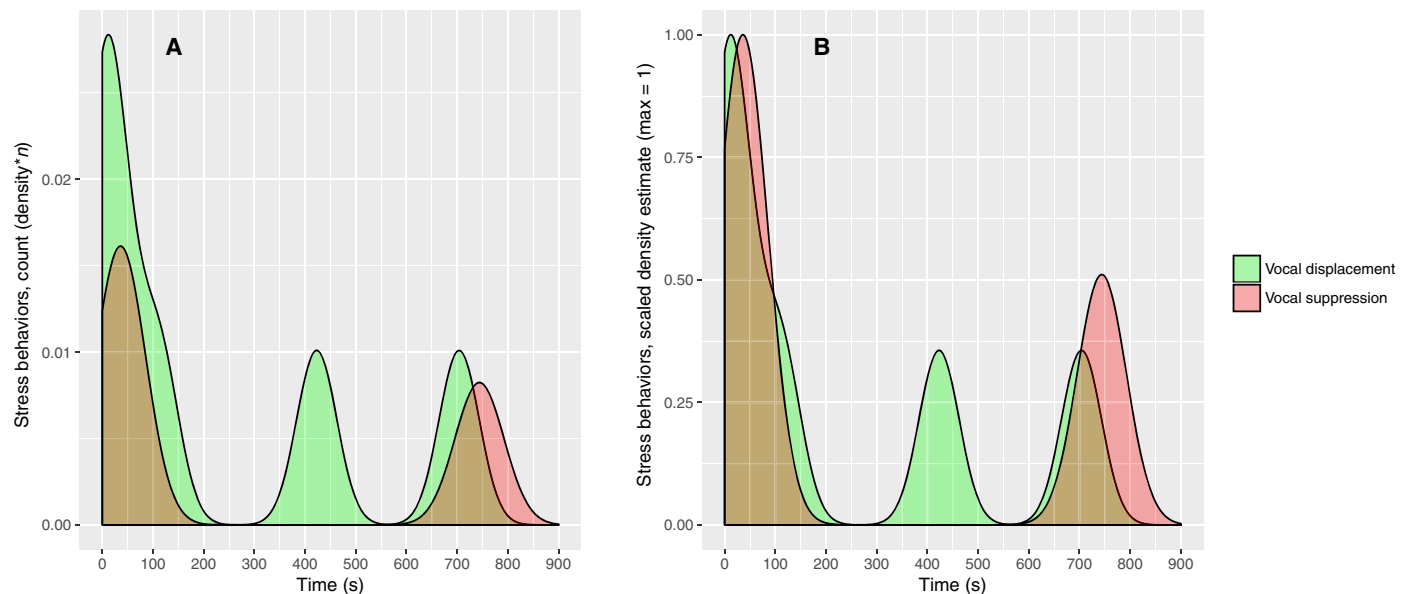 A
Stress behaviors, count (density*n)
0.02
0.01
0.00
0 100 200 300 400 500 600 700 800 900
Time (s)
B
Stress behaviors, scaled density estimate (max = 1)
1.00
0.75
0.50
0.25
0.00
0 100 200 300 400 500 600 700 800 900
Time (s)
Vocal displacement
Vocal suppression